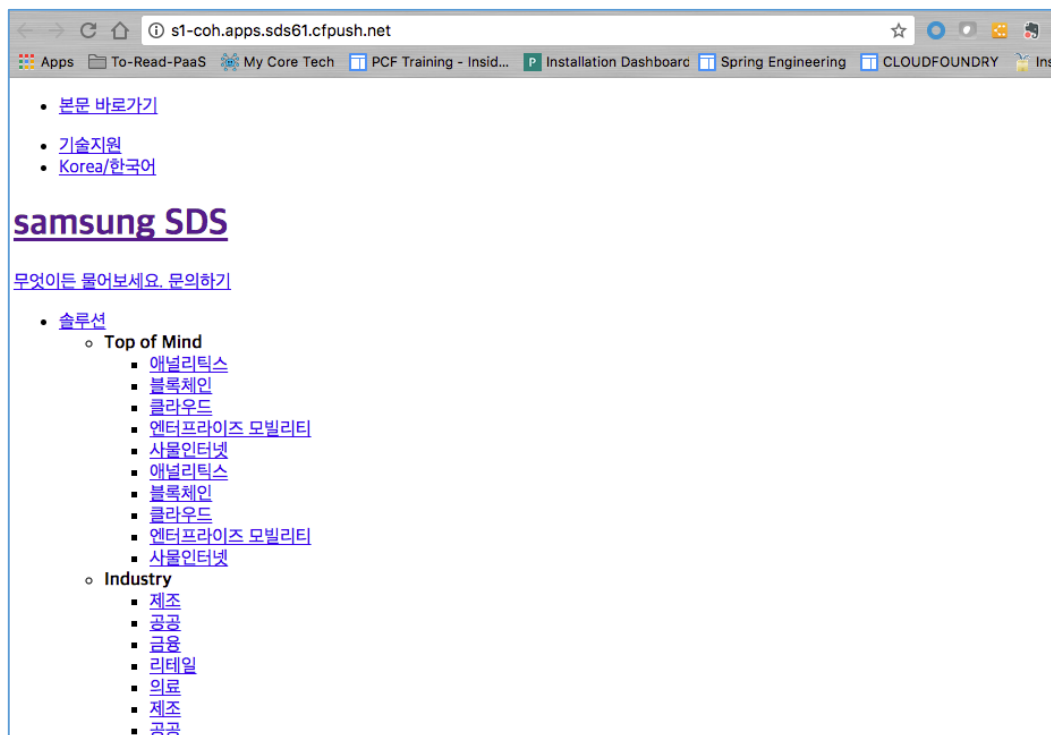 s1-coh.apps.sds61.cfpush.net
Apps To-Read-PaaS My Core Tech PCF Training - Insid... Installation Dashboard Spring Engineering CLOUDFOUNDRY Ins
본문 바로가기
기술지원
Korea/한국어
samsung SDS
무엇이든 물어보세요. 문의하기
솔루션
Top of Mind
애널리틱스
블록체인
클라우드
엔터프라이즈 모빌리티
사물인터넷
애널리틱스
블록체인
클라우드
엔터프라이즈 모빌리티
사물인터넷
Industry
제조
공공
금융
리테일
의료
제조
공공